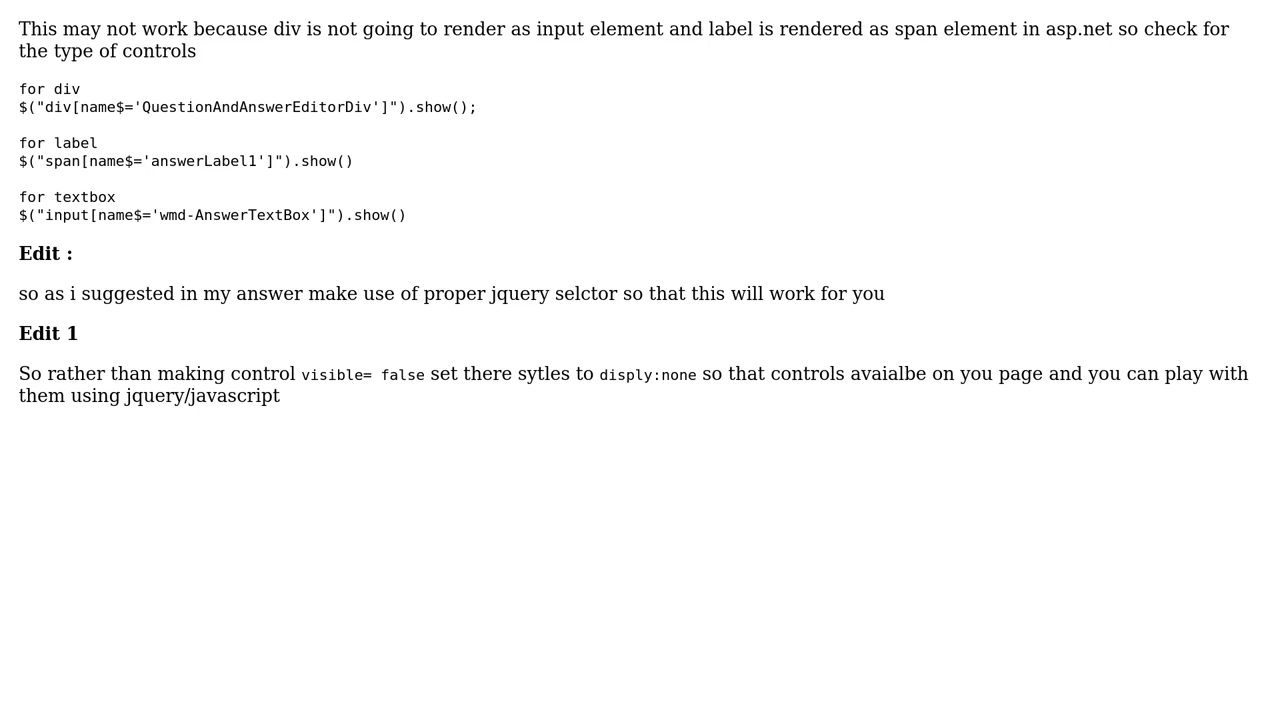 This may not work because div is not going to render as input element and label is rendered as span element in asp.net so check for
the type of controls
for div
$("div[name$='QuestionAndAnswerEditorDiv']").show();
for label
$("span[name$='answerLabel1']").show()
for textbox
$("input[name$='wmd-AnswerTextBox']").show()
Edit :
so as i suggested in my answer make use of proper jquery selctor so that this will work for you
Edit 1
So rather than making control visible= false set there sytles to disply:none so that controls avaialbe on you page and you can play with
them using jquery/javascript